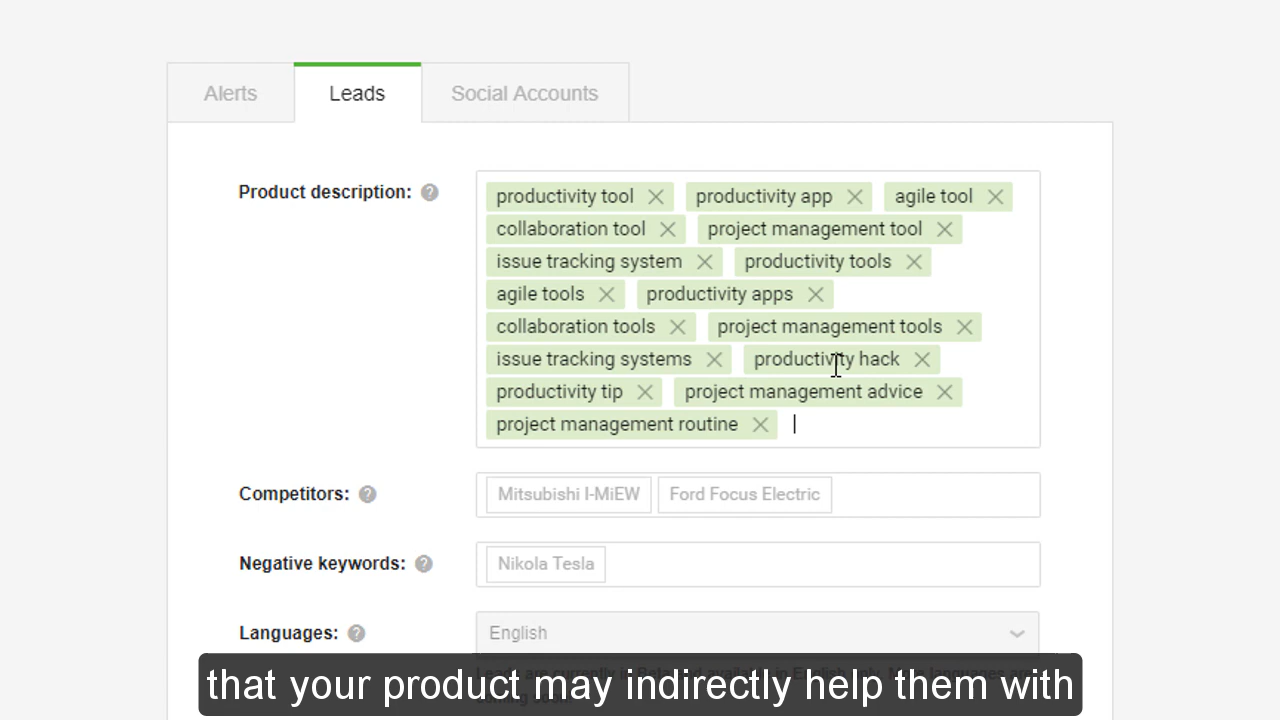 Alerts Leads Social Accounts
Product description: ?
productivity tool × productivity app × agile tool ×
collaboration tool × project management tool ×
issue tracking system × productivity tools ×
agile tools × productivity apps ×
collaboration tools × project management tools ×
issue tracking systems × productivity hack ×
productivity tip × project management advice ×
project management routine ×
Competitors: ? Mitsubishi I-MiEW Ford Focus Electric
Negative keywords: ? Nikola Tesla
Languages: ? English
that your product may indirectly help them with